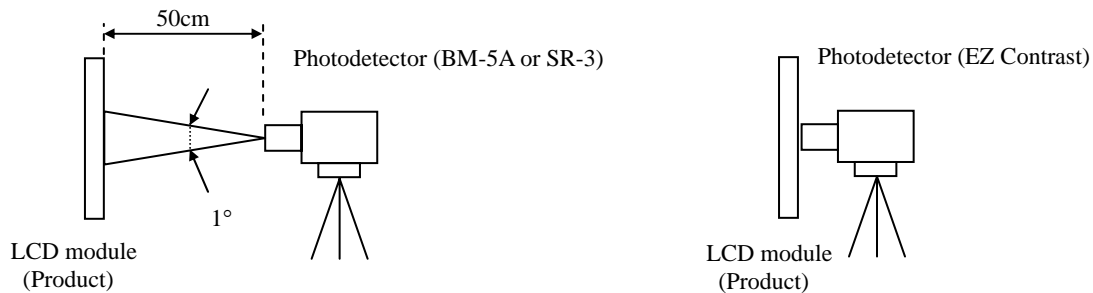 50cm
Photodetector (BM-5A or SR-3)
1°
LCD module
(Product)
Photodetector (EZ Contrast)
LCD module
(Product)